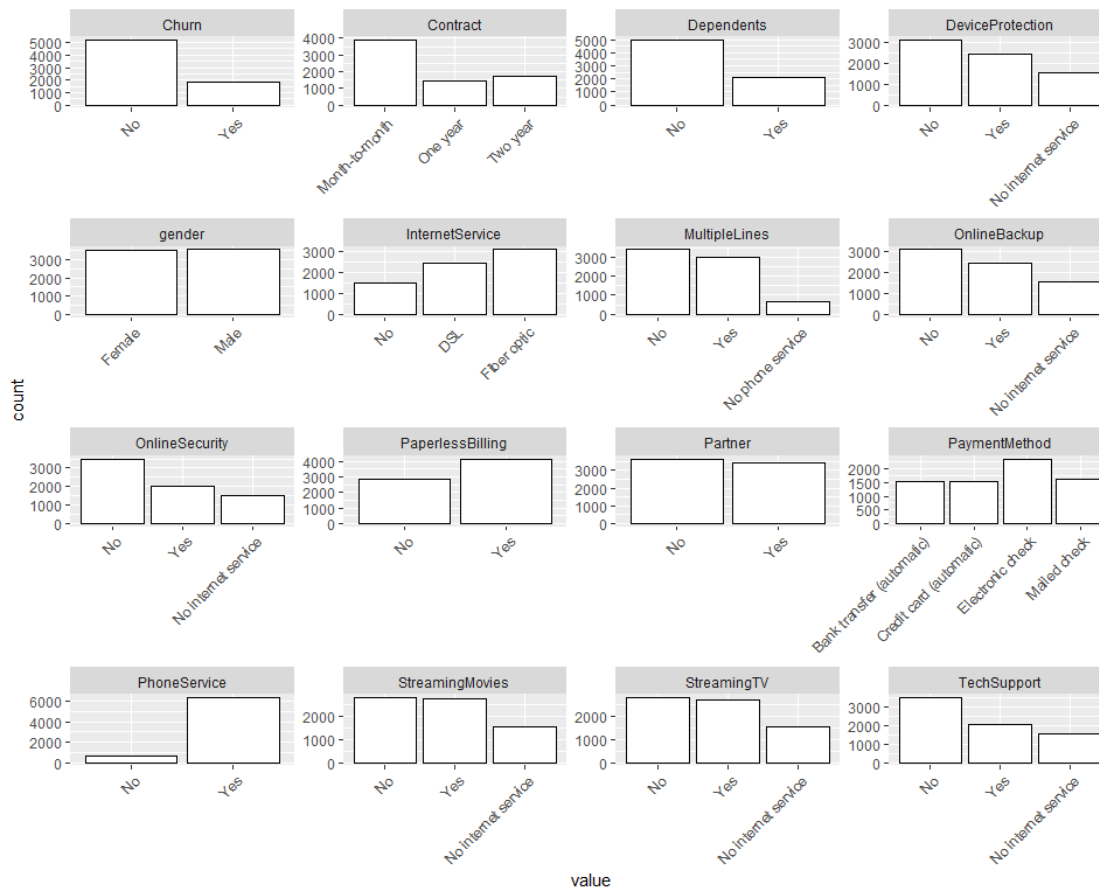 Churn
5000
4000
3000
2000
1000
0
No
Yes
Contract
4000
3000
2000
1000
0
Month-to-month
One year
Two year
Dependents
5000
4000
3000
2000
1000
0
No
Yes
DeviceProtection
3000
2000
1000
0
No
Yes
No internet service
gender
3000
2000
1000
0
Female
Male
InternetService
3000
2000
1000
0
No
DSL
Fiber optic
MultipleLines
3000
2000
1000
0
No
Yes
No phone service
OnlineBackup
3000
2000
1000
0
No
Yes
No internet service
count
OnlineSecurity
3000
2000
1000
0
No
Yes
No internet service
PaperlessBilling
4000
3000
2000
1000
0
No
Yes
Partner
3000
2000
1000
0
No
Yes
PaymentMethod
2000
1500
1000
500
0
Bank transfer (automatic)
Credit card (automatic)
Electronic check
Mailed check
PhoneService
6000
4000
2000
0
No
Yes
StreamingMovies
2000
1000
0
No
Yes
No internet service
StreamingTV
2000
1000
0
No
Yes
No internet service
TechSupport
3000
2000
1000
0
No
Yes
No internet service
value